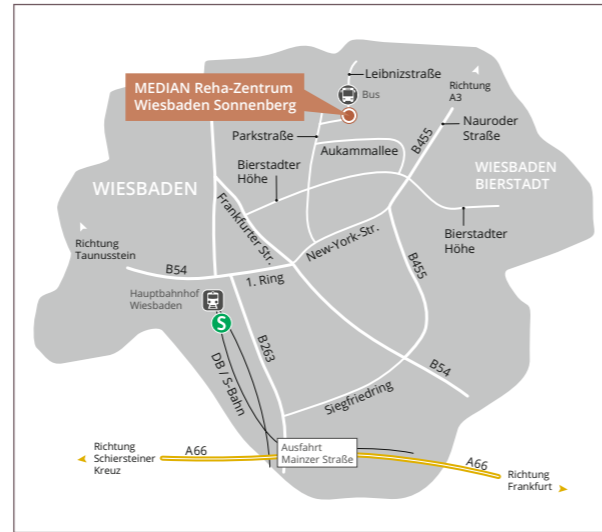 Leibnizstraße
MEDIAN Reha-Zentrum
Wiesbaden Sonnenberg
Bus
Richtung
A3
Nauroder
Straße
Parkstraße
Aukammallee
B455
Bierstadter
Höhe
WIESBADEN
BIERSTADT
WIESBADEN
Frankfurter Str.
New-York-Str.
Bierstadter
Höhe
Richtung
Taunusstein
B54
1. Ring
B455
Hauptbahnhof
Wiesbaden
S
B263
DB / S-Bahn
B54
Siegfriedring
Richtung
Schiersteiner
Kreuz
A66
Ausfahrt
Mainzer Straße
A66
Richtung
Frankfurt